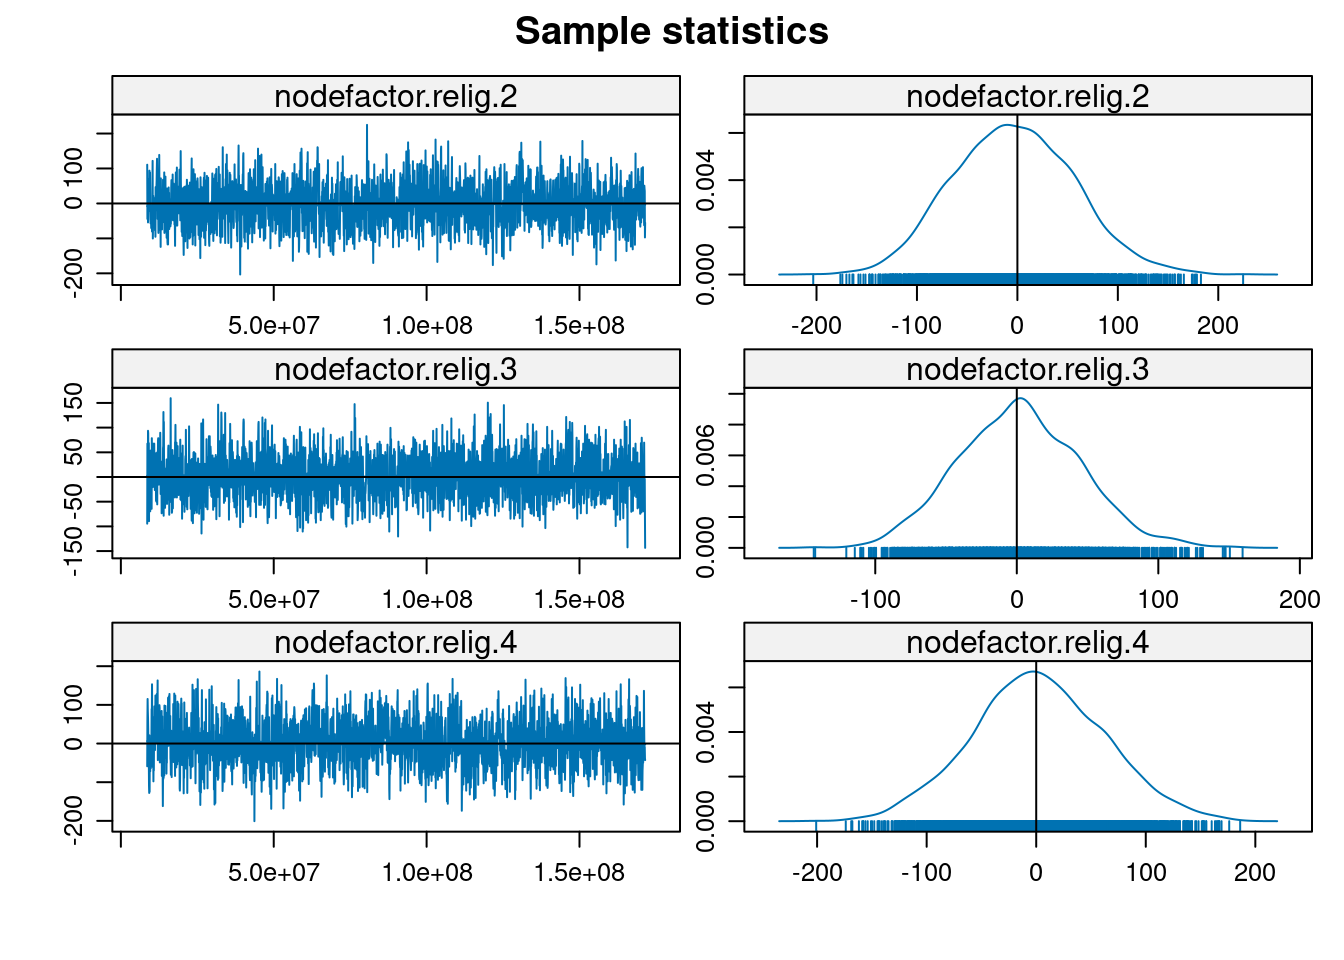 Sample statistics
nodefactor.relig.2 nodefactor.relig.2
-200 0 100
0.000 0.004
5.0e+07 1.0e+08 1.5e+08
-200 -100 0 100 200
nodefactor.relig.3 nodefactor.relig.3
-150 -50 50 150
0.000 0.006
5.0e+07 1.0e+08 1.5e+08
-100 0 100 200
nodefactor.relig.4 nodefactor.relig.4
-200 0 100
0.000 0.004
5.0e+07 1.0e+08 1.5e+08
-200 -100 0 100 200